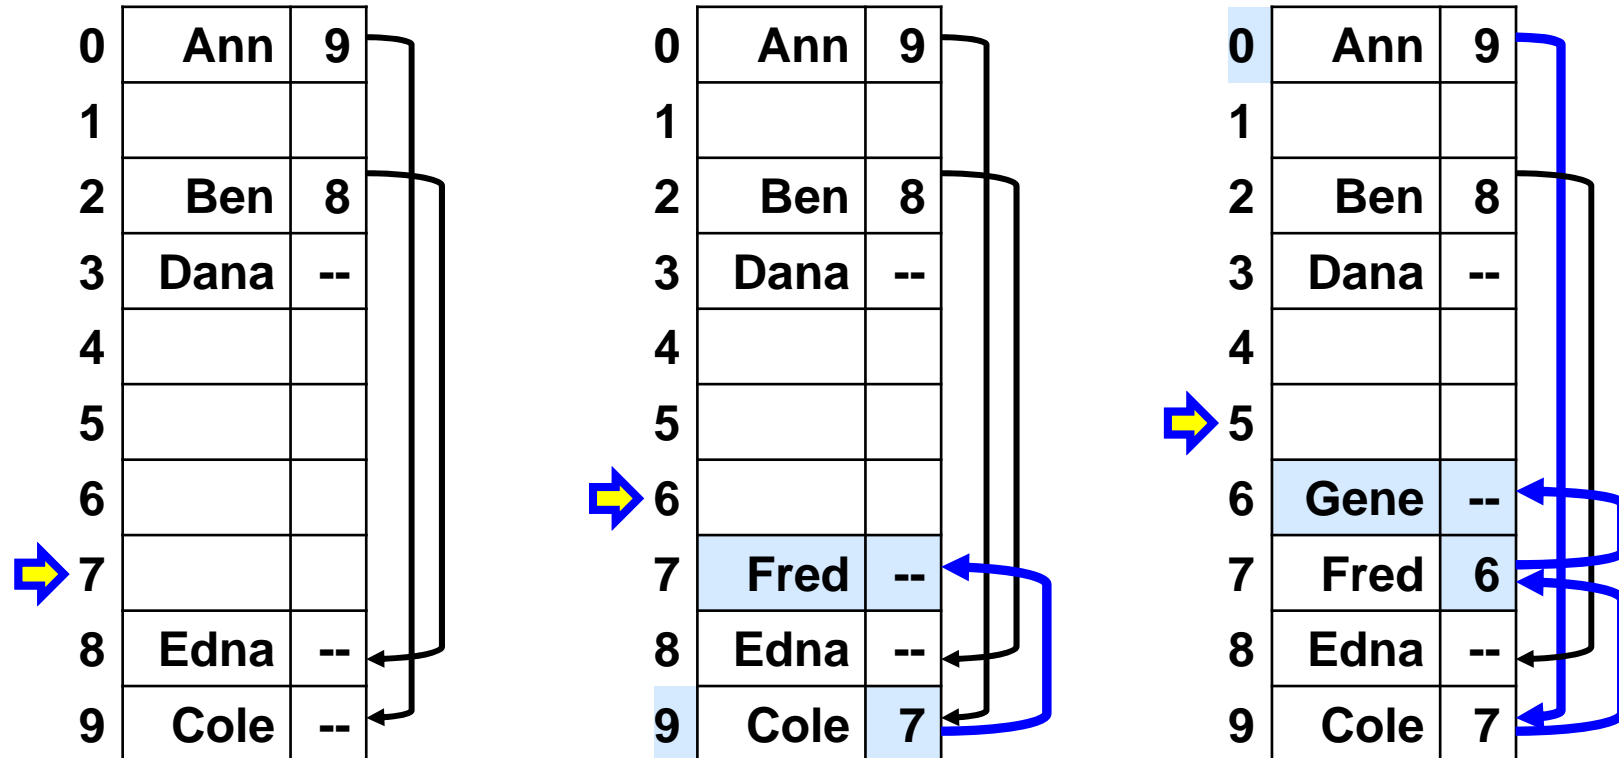 0 Ann 9
1
2 Ben 8
3 Dana --
4
5
6
7
8 Edna --
9 Cole --
0 Ann 9
1
2 Ben 8
3 Dana --
4
5
6
7 Fred --
8 Edna --
9 Cole 7
0 Ann 9
1
2 Ben 8
3 Dana --
4
5
6 Gene --
7 Fred 6
8 Edna --
9 Cole 7